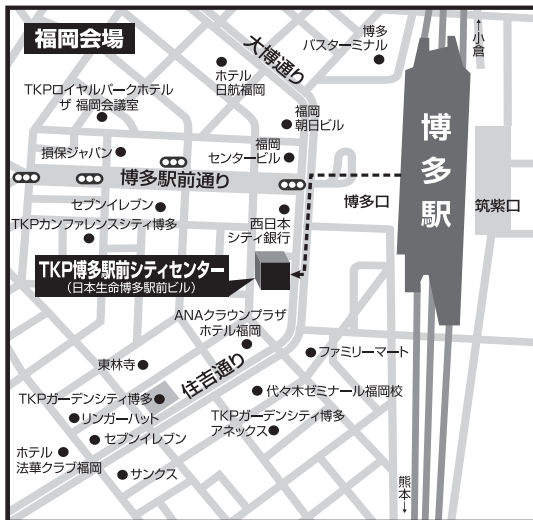 福岡会場
大博通り
博多
バスターミナル
↑小倉
ホテル
日航福岡
TKPロイヤルパークホテル
ザ 福岡会議室
福岡
朝日ビル
損保ジャパン
福岡
センタービル
博多駅
博多駅前通り
博多口
筑紫口
セブンイレブン
TKPカンファレンスシティ博多
西日本
シティ銀行
TKP博多駅前シティセンター
(日本生命博多駅前ビル)
ANAクラウンプラザ
ホテル福岡
住吉通り
ファミリーマート
東林寺
TKPガーデンシティ博多
代々木ゼミナール福岡校
リンガーハット
TKPガーデンシティ博多
アネックス
セブンイレブン
ホテル
法華クラブ福岡
サンクス
熊本↓